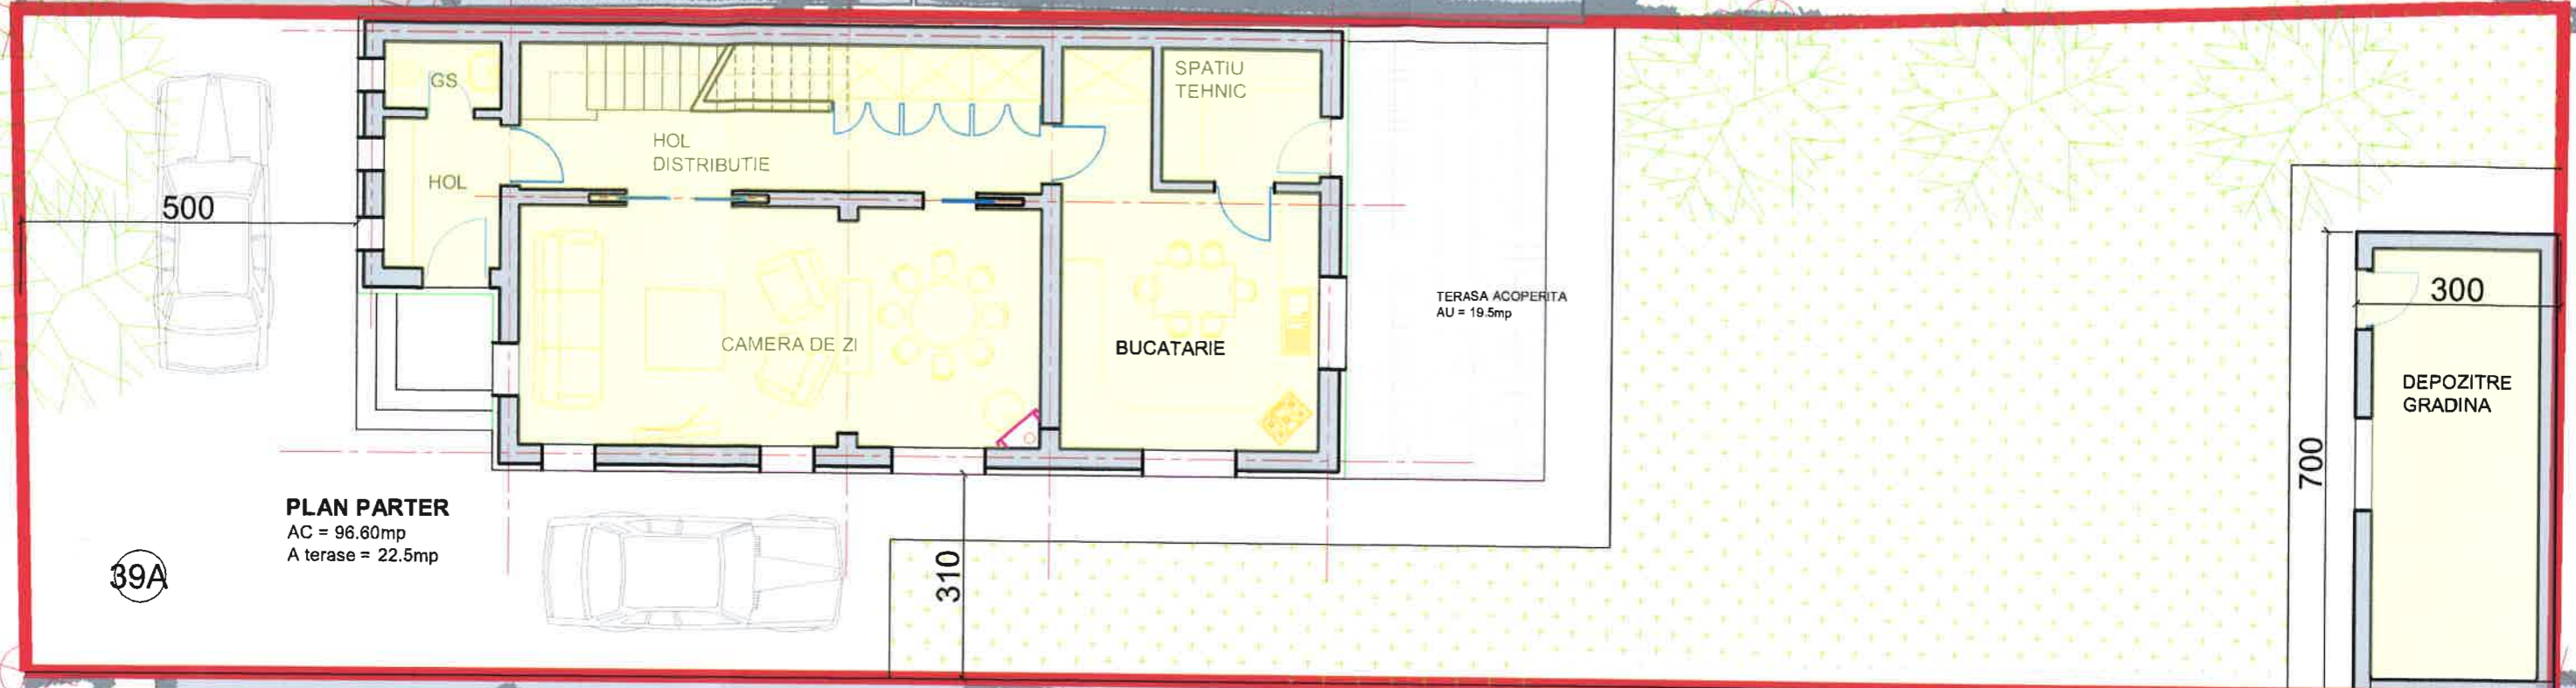 GS
SPATIU
TEHNIC
HOL
DISTRIBUTIE
HOL
500
TERASA ACOPERITA
AU = 19.5mp
300
CAMERA DE ZI
BUCATARIE
DEPOZITRE
GRADINA
700
PLAN PARTER
AC = 96.60mp
A terase = 22.5mp
39A
310